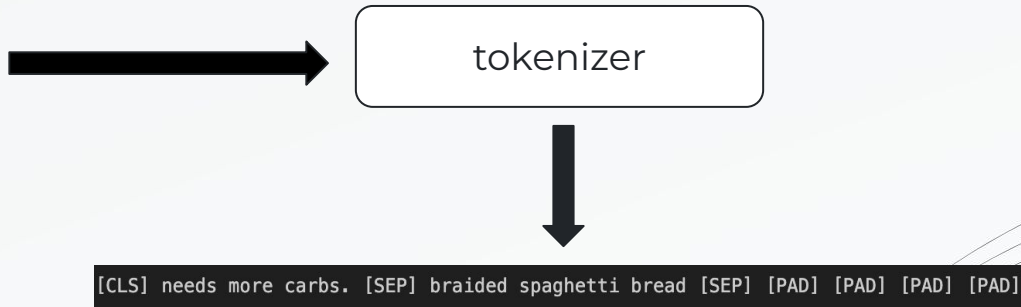 tokenizer
[CLS] needs more carbs. [SEP] braided spaghetti bread [SEP] [PAD] [PAD] [PAD] [PAD]